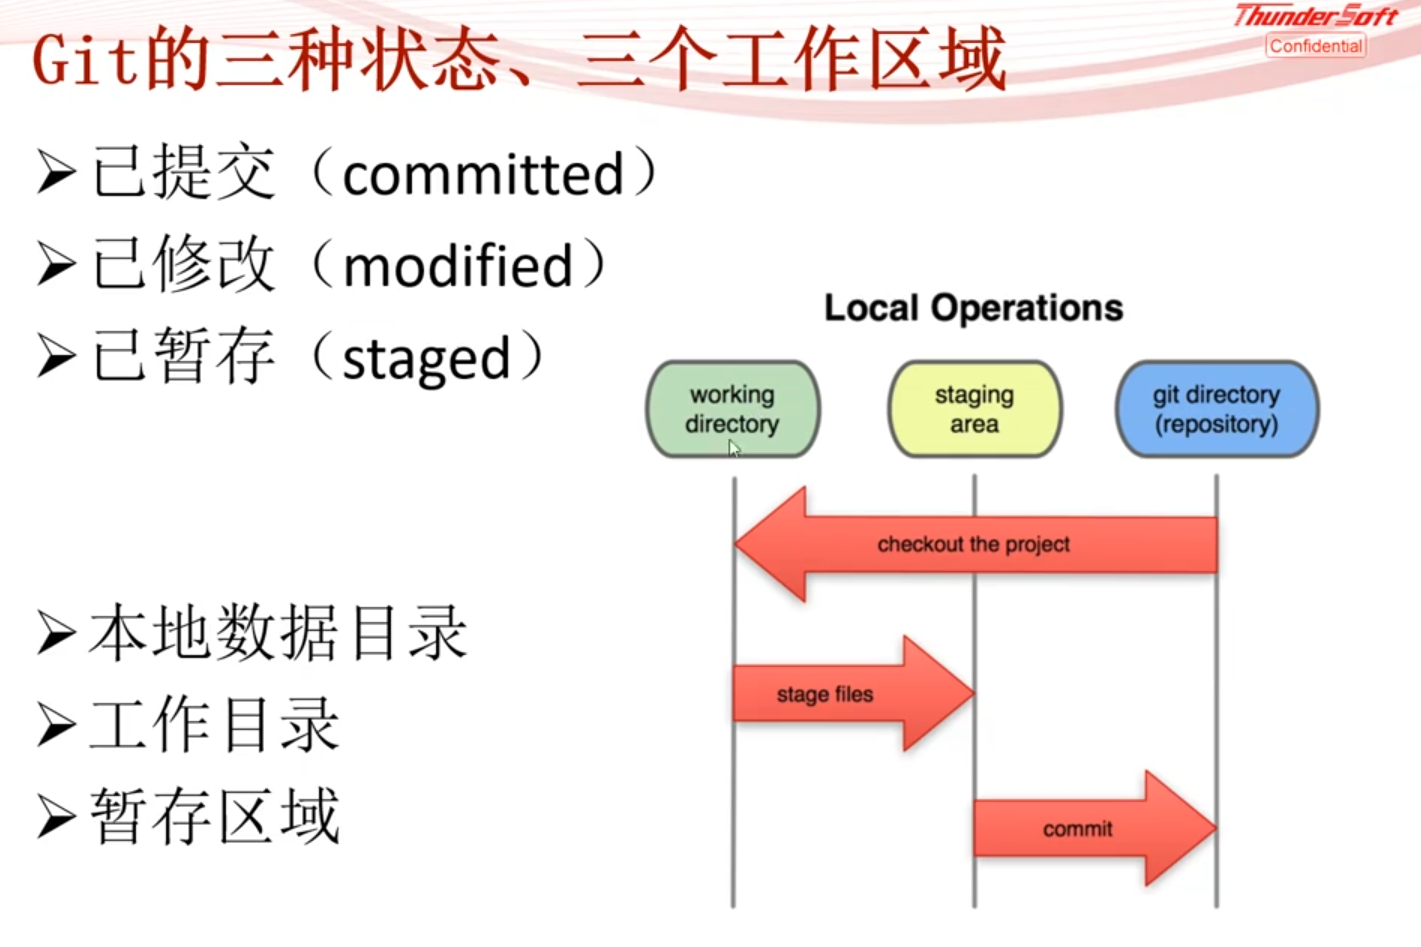 ThunderSoft
Confidential
Git的三种状态、三个工作区域
已提交（committed）
已修改（modified）
已暂存（staged）
本地数据目录
工作目录
暂存区域
Local Operations
working
directory
staging
area
git directory
(repository)
checkout the project
stage files
commit